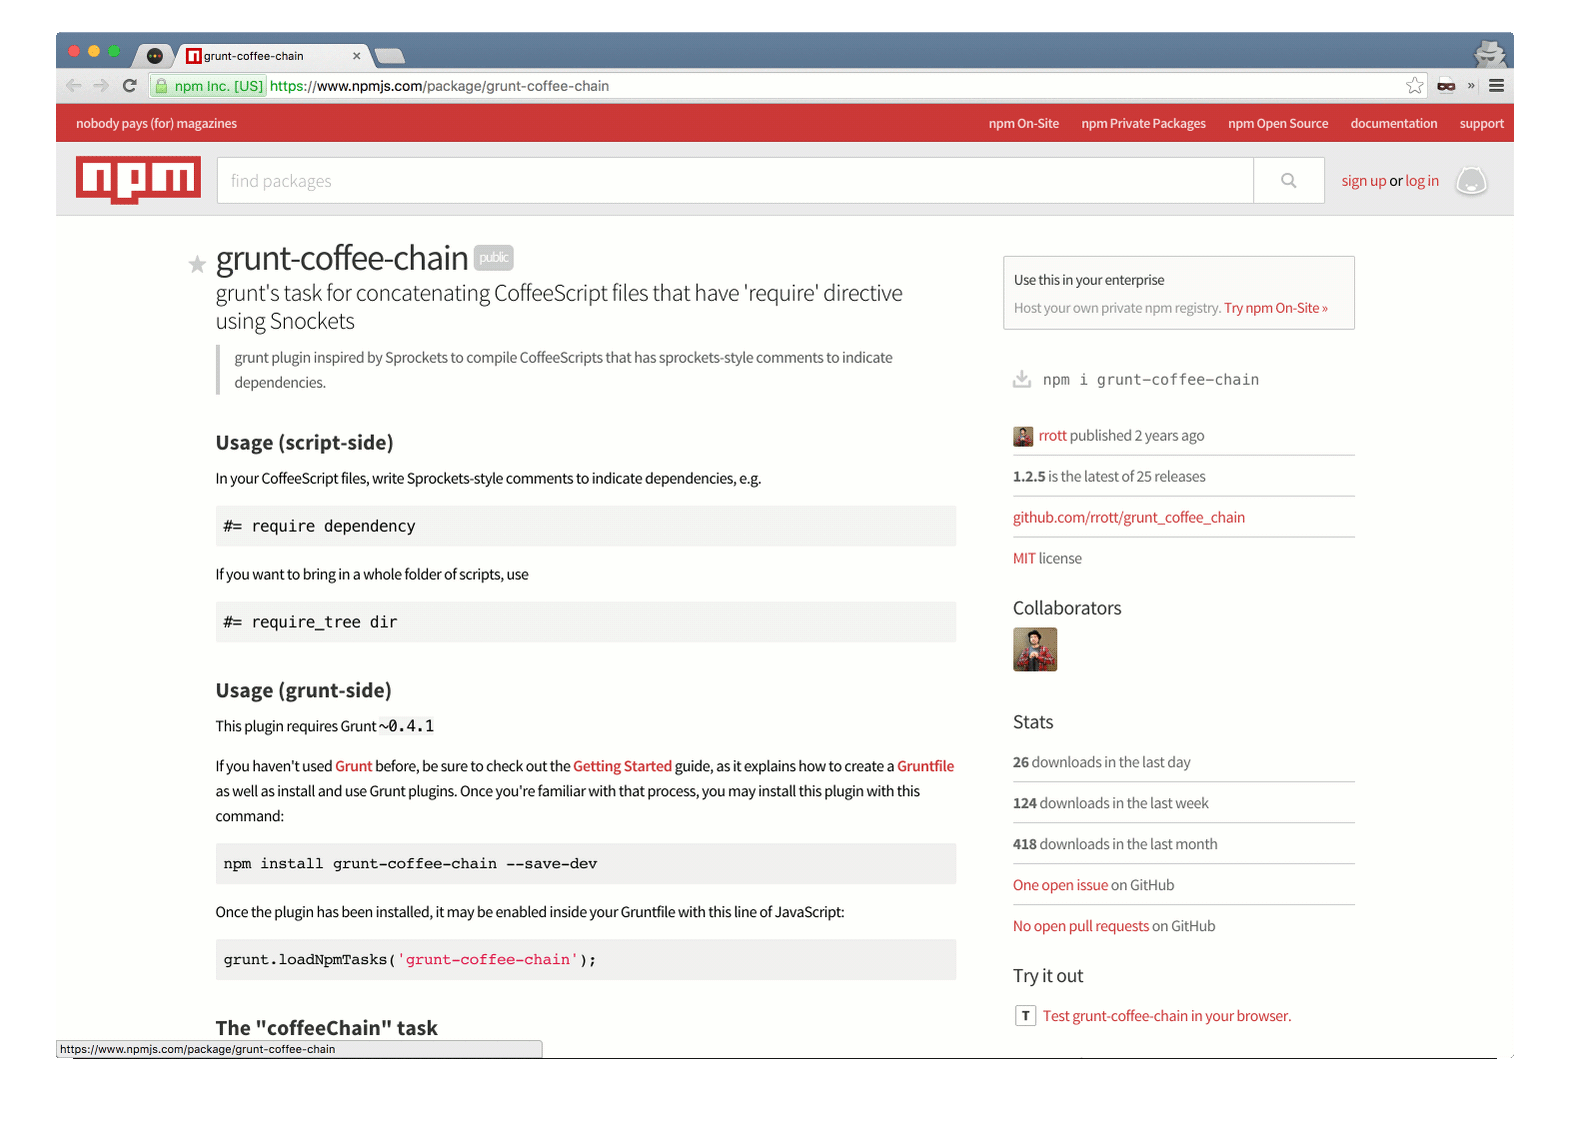 grunt-coffee-chain
npm Inc. [US] https://www.npmjs.com/package/grunt-coffee-chain
nobody pays (for) magazines
npm On-Site npm Private Packages npm Open Source documentation support
npm
find packages
sign up or log in
grunt-coffee-chain public
grunt's task for concatenating CoffeeScript files that have 'require' directive
using Snockets
grunt plugin inspired by Sprockets to compile CoffeeScripts that has sprockets-style comments to indicate
dependencies.
Usage (script-side)
In your CoffeeScript files, write Sprockets-style comments to indicate dependencies, e.g.
#= require dependency
If you want to bring in a whole folder of scripts, use
#= require_tree dir
Usage (grunt-side)
This plugin requires Grunt ~0.4.1
If you haven't used Grunt before, be sure to check out the Getting Started guide, as it explains how to create a Gruntfile
as well as install and use Grunt plugins. Once you're familiar with that process, you may install this plugin with this
command:
npm install grunt-coffee-chain --save-dev
Once the plugin has been installed, it may be enabled inside your Gruntfile with this line of JavaScript:
grunt.loadNpmTasks('grunt-coffee-chain');
The "coffeeChain" task
Use this in your enterprise
Host your own private npm registry. Try npm On-Site »
npm i grunt-coffee-chain
rrott published 2 years ago
1.2.5 is the latest of 25 releases
github.com/rrott/grunt_coffee_chain
MIT license
Collaborators
Stats
26 downloads in the last day
124 downloads in the last week
418 downloads in the last month
One open issue on GitHub
No open pull requests on GitHub
Try it out
T Test grunt-coffee-chain in your browser.
https://www.npmjs.com/package/grunt-coffee-chain